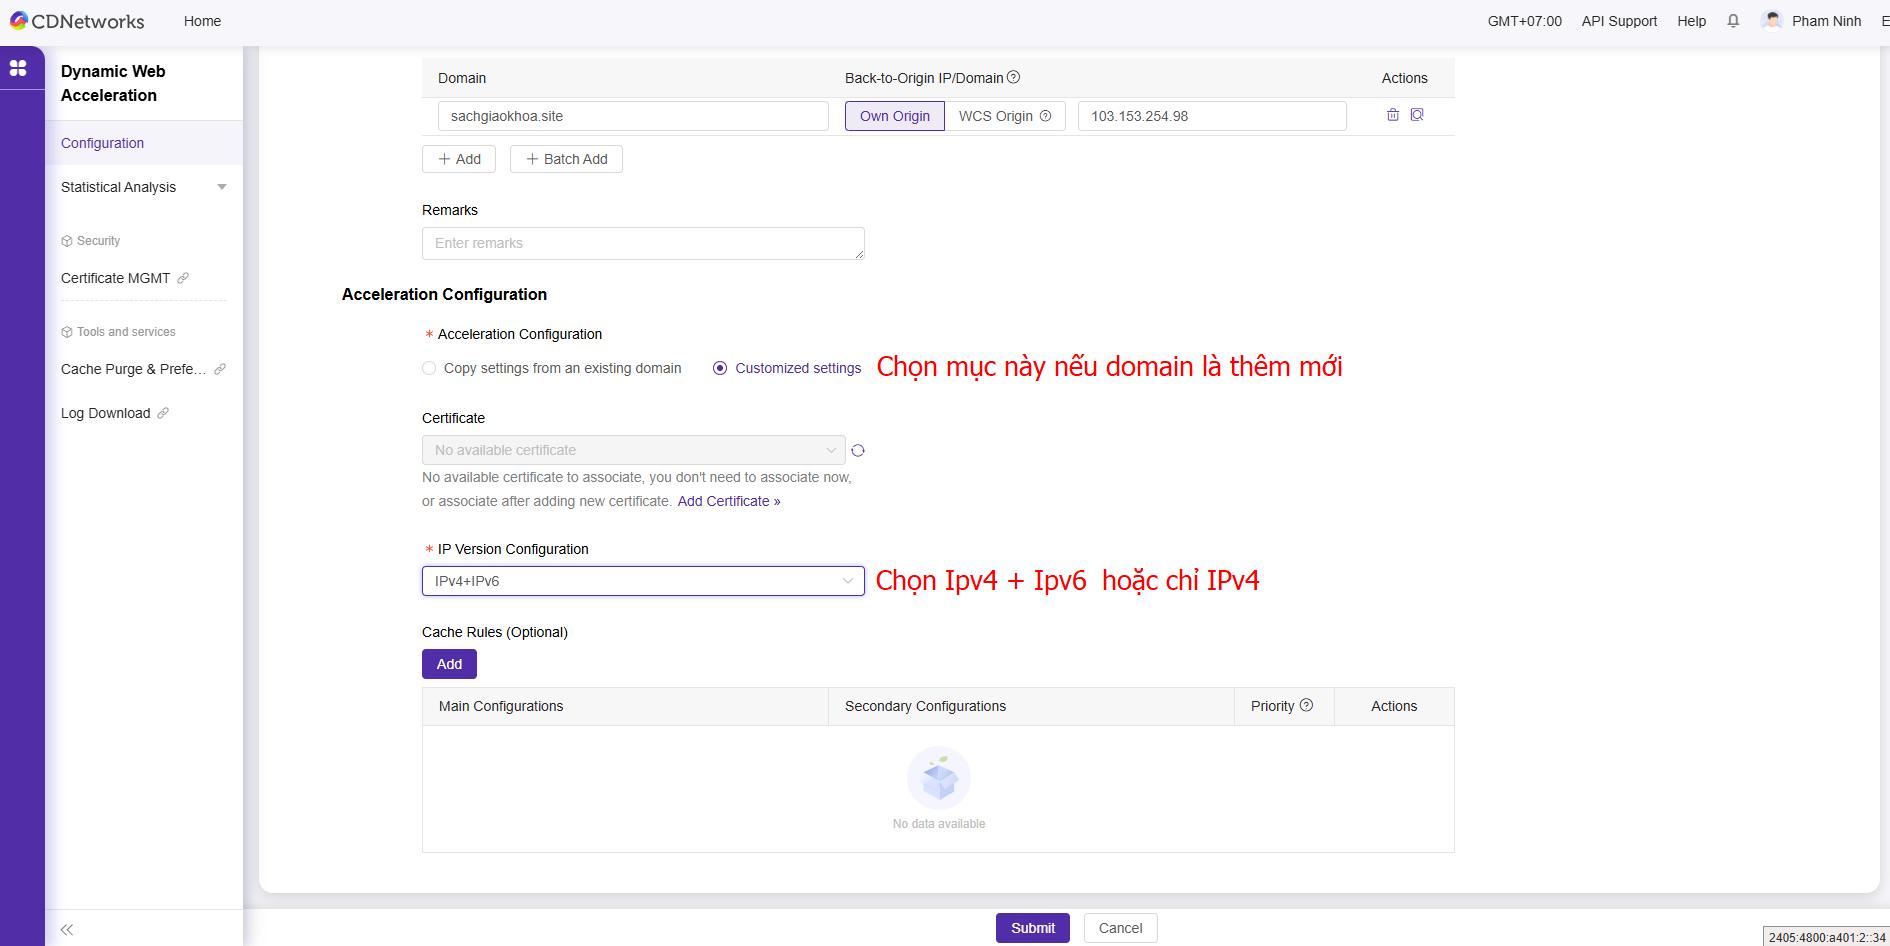 CDNetworks
Home
GMT+07:00 API Support Help Pham Ninh E
Dynamic Web
Acceleration
Configuration
Statistical Analysis
Security
Certificate MGMT
Tools and services
Cache Purge & Prefe...
Log Download
Domain Back-to-Origin IP/Domain Actions
sachgiaokhoa.site Own Origin WCS Origin 103.153.254.98
+ Add + Batch Add
Remarks
Enter remarks
Acceleration Configuration
* Acceleration Configuration
Copy settings from an existing domain Customized settings Chọn mục này nếu domain là thêm mới
Certificate
No available certificate
No available certificate to associate, you don't need to associate now,
or associate after adding new certificate. Add Certificate »
* IP Version Configuration
IPv4+IPv6 Chọn Ipv4 + Ipv6 hoặc chỉ IPv4
Cache Rules (Optional)
Add
Main Configurations Secondary Configurations Priority Actions
No data available
Submit Cancel
2405:4800:a401:2::34